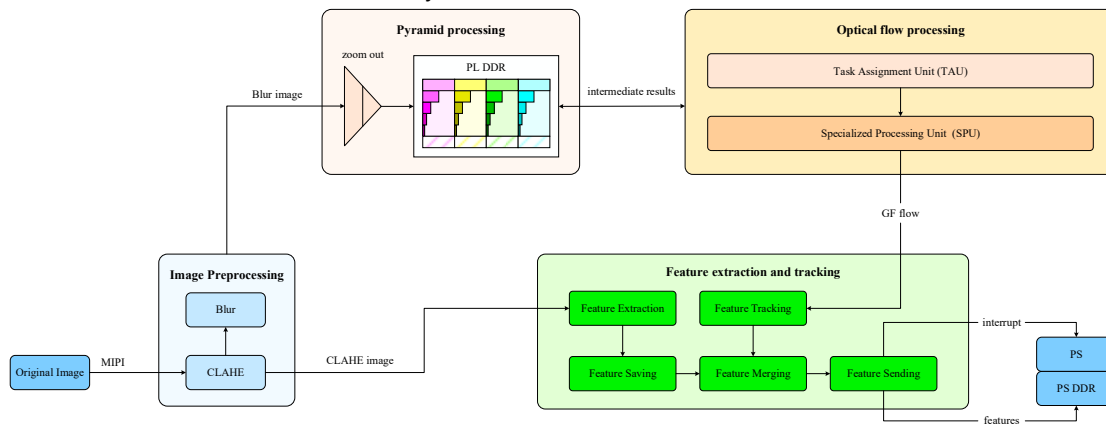 Pyramid processing
zoom out
PL DDR
Blur image
intermediate results
Optical flow processing
Task Assignment Unit (TAU)
Specialized Processing Unit (SPU)
GF flow
Image Preprocessing
Blur
CLAHE
Original Image
MIPI
CLAHE image
Feature extraction and tracking
Feature Extraction
Feature Tracking
Feature Saving
Feature Merging
Feature Sending
interrupt
PS
PS DDR
features